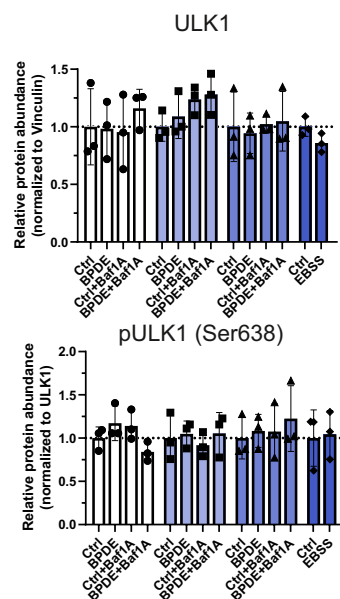 ULK1
Relative protein abundance
(normalized to Vinculin)
1.5
1.0
0.5
0.0
Ctrl
BPDE
Ctrl+Baf1A
BPDE+Baf1A
Ctrl
BPDE
Ctrl+Baf1A
BPDE+Baf1A
Ctrl
BPDE
Ctrl+Baf1A
BPDE+Baf1A
Ctrl
EBSS
pULK1 (Ser638)
Relative protein abundance
(normalized to ULK1)
2.0
1.5
1.0
0.5
0.0
Ctrl
BPDE
Ctrl+Baf1A
BPDE+Baf1A
Ctrl
BPDE
Ctrl+Baf1A
BPDE+Baf1A
Ctrl
BPDE
Ctrl+Baf1A
BPDE+Baf1A
Ctrl
EBSS